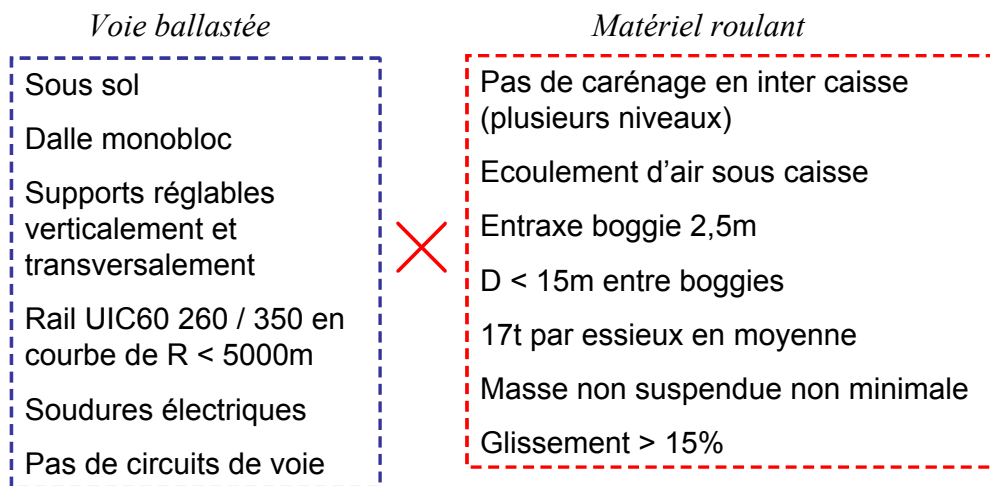 Voie ballastée
Sous sol
Dalle monobloc
Supports réglables
verticalement et
transversalement
Rail UIC60 260 / 350 en
courbe de R < 5000m
Soudures électriques
Pas de circuits de voie
Matériel roulant
Pas de carénage en inter caisse
(plusieurs niveaux)
Ecoulement d’air sous caisse
Entraxe boggie 2,5m
D < 15m entre boggies
17t par essieux en moyenne
Masse non suspendue non minimale
Glissement > 15%